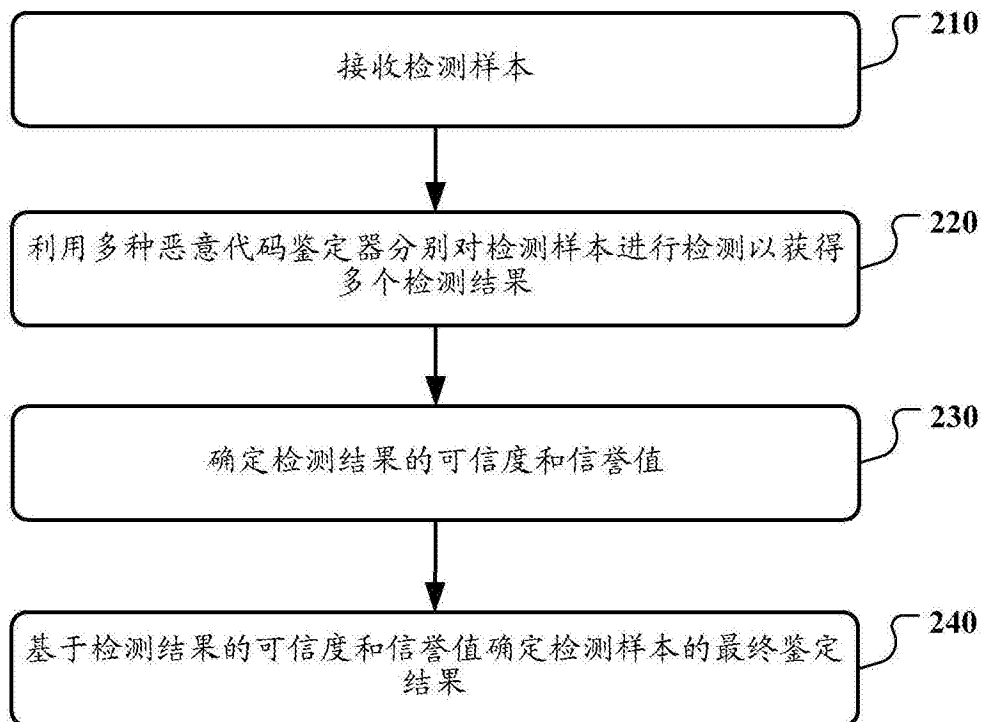 210
接收检测样本
220
利用多种恶意代码鉴定器分别对检测样本进行检测以获得
多个检测结果
230
确定检测结果的可信度和信誉值
240
基于检测结果的可信度和信誉值确定检测样本的最终鉴定
结果